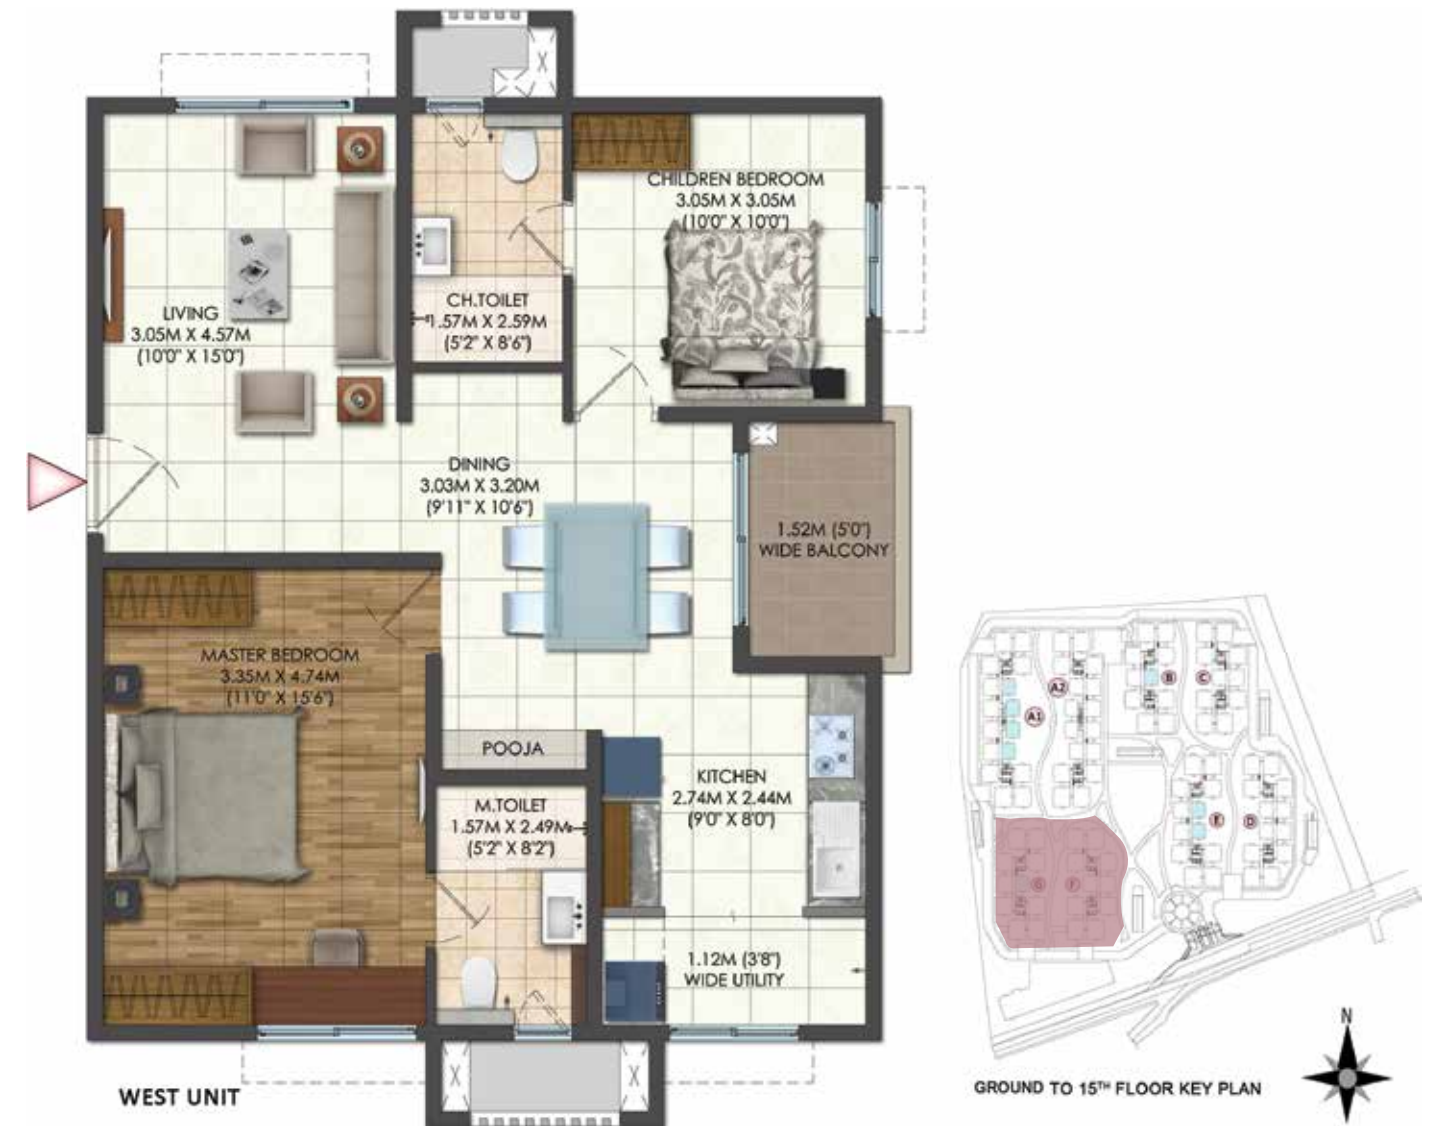 CHILDREN BEDROOM
3.05M X 3.05M
(10'0" X 10'0")
LIVING
3.05M X 4.57M
(10'0" X 15'0")
CH.TOILET
1.57M X 2.59M
(5'2" X 8'6")
DINING
3.03M X 3.20M
(9'11" X 10'6")
1.52M (5'0")
WIDE BALCONY
MASTER BEDROOM
3.35M X 4.74M
(11'0" X 15'6")
POOJA
KITCHEN
2.74M X 2.44M
(9'0" X 8'0")
M.TOILET
1.57M X 2.49M
(5'2" X 8'2")
1.12M (3'8")
WIDE UTILITY
WEST UNIT
A2
A1
B
C
E
D
G
F
N
GROUND TO 15TH FLOOR KEY PLAN